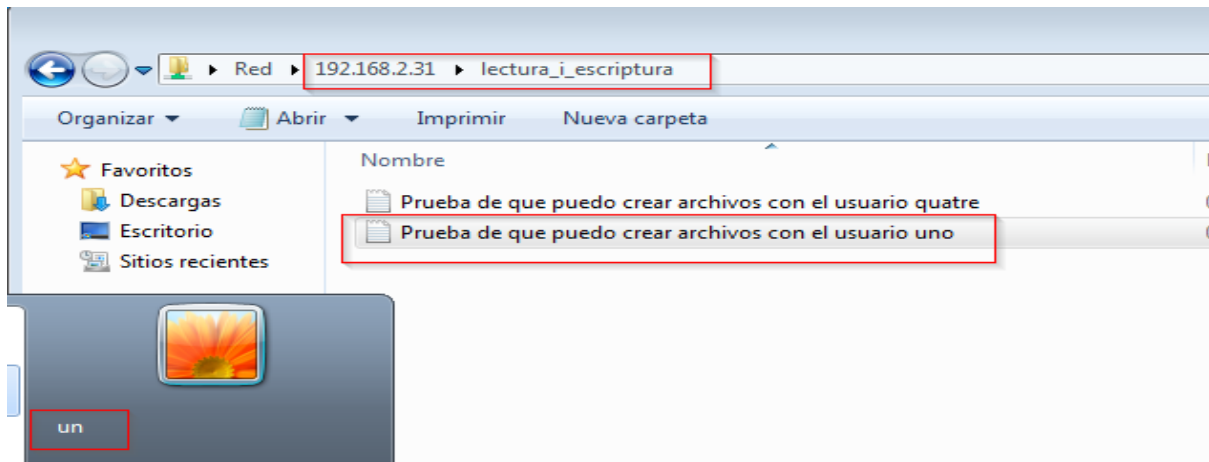 Red 192.168.2.31 lectura_i_escriptura
Organizar Abrir Imprimir Nueva carpeta
Favoritos
Descargas
Escritorio
Sitios recientes
Nombre
Prueba de que puedo crear archivos con el usuario quatre
Prueba de que puedo crear archivos con el usuario uno
un